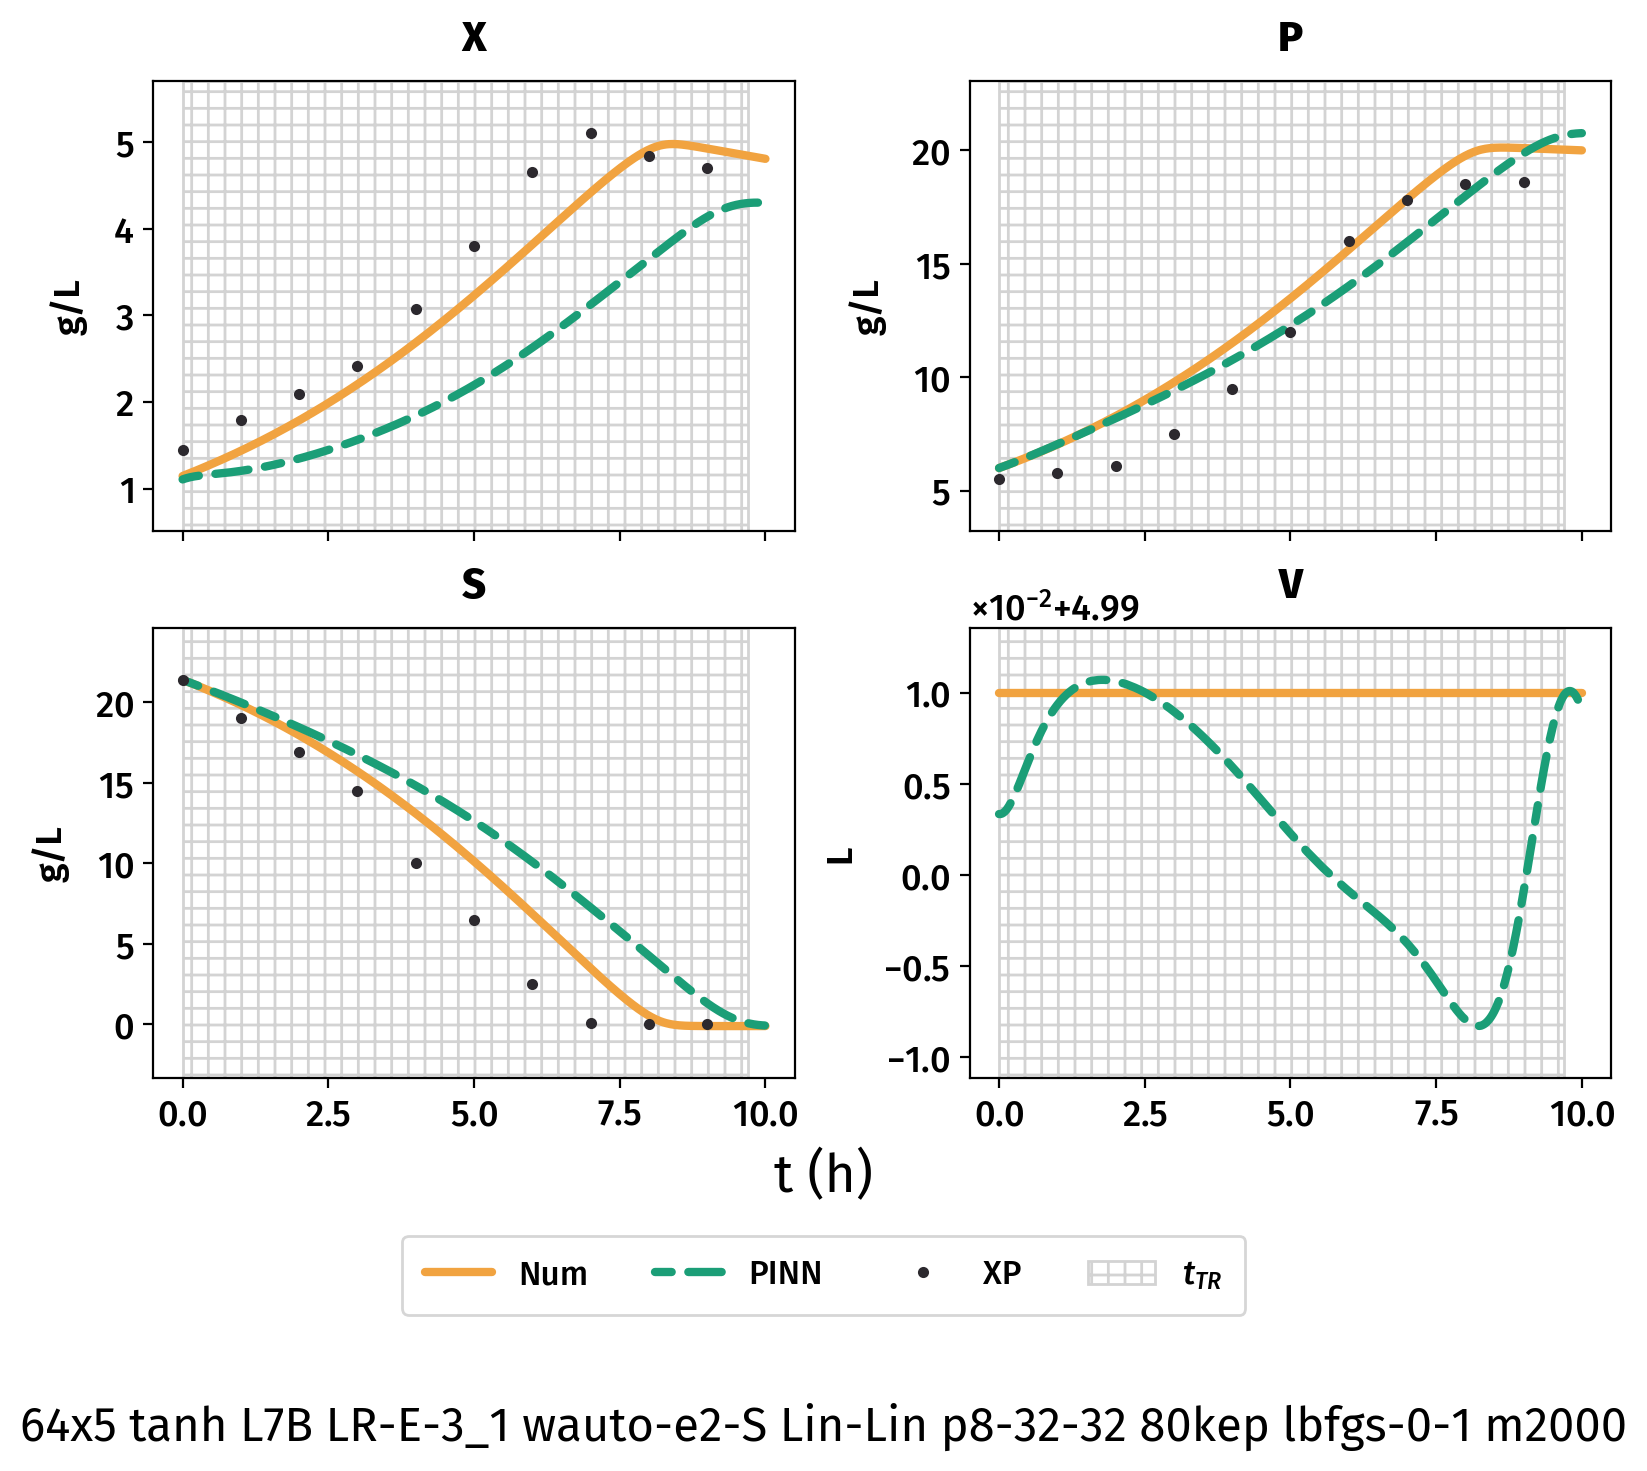 X
P
5
4
3
2
1
g/L
20
15
10
5
g/L
S
V
×10⁻²+4.99
20
15
10
5
0
g/L
1.0
0.5
0.0
−0.5
−1.0
L
0.0 2.5 5.0 7.5 10.0
0.0 2.5 5.0 7.5 10.0
t (h)
Num PINN XP t_TR
64x5 tanh L7B LR-E-3_1 wauto-e2-S Lin-Lin p8-32-32 80kep lbfgs-0-1 m2000